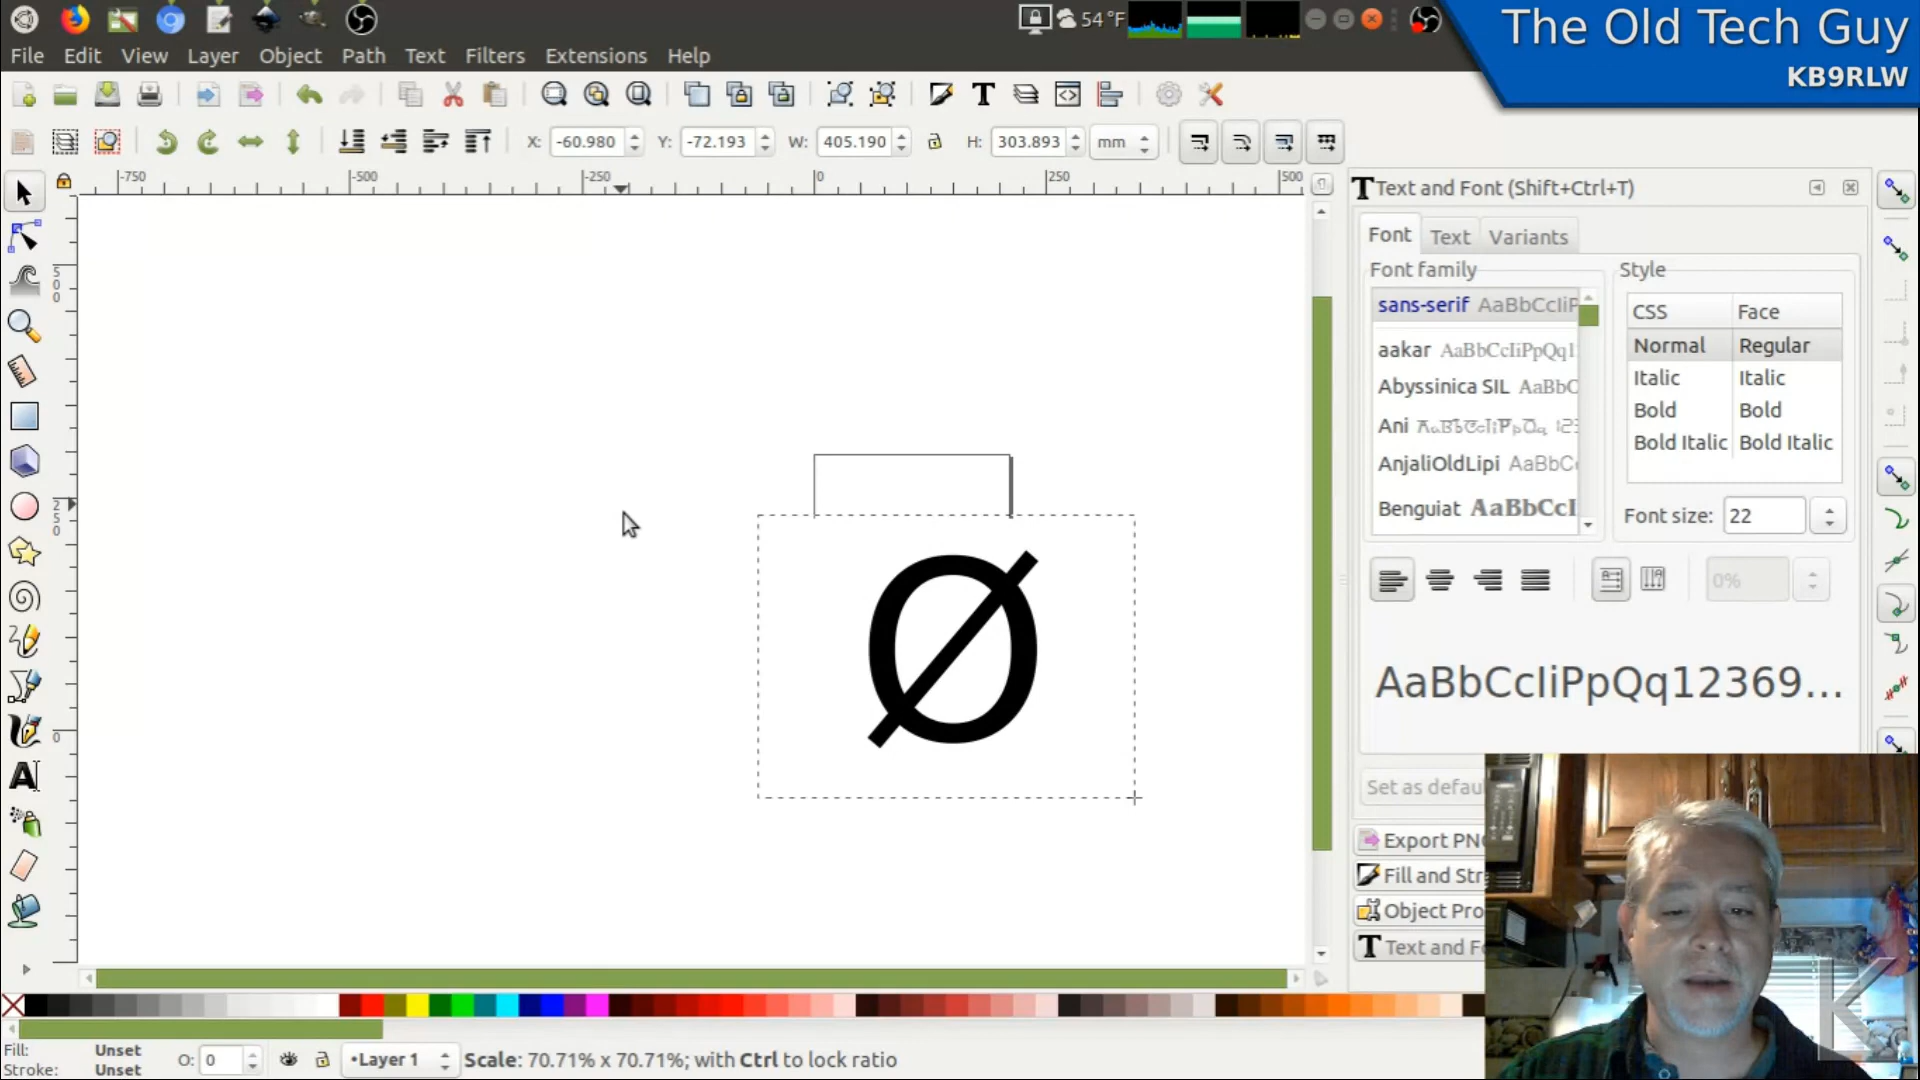 The Old Tech Guy
KB9RLW
54 °F
File Edit View Layer Object Path Text Filters Extensions Help
X: -60.980 Y: -72.193 W: 405.190 H: 303.893 mm
-750 -500 -250 0 250 500
500
250
0
Text and Font (Shift+Ctrl+T)
Font Text Variants
Font family Style
sans-serif AaBbCcIiP
CSS Face
aakar AaBbCcIiPpQq1
Normal Regular
Abyssinica SIL AaBbC
Italic Italic
Ani AaBbCcIiPpQq 123
Bold Bold
AnjaliOldLipi AaBbC
Bold Italic Bold Italic
Benguiat AaBbCcI
Font size: 22
0%
Ø
AaBbCcIiPpQq12369...
Set as defau
Export PN
Fill and Str
Object Pro
Text and F
K
Fill: Unset
Stroke: Unset
O: 0
•Layer 1
Scale: 70.71% x 70.71%; with Ctrl to lock ratio